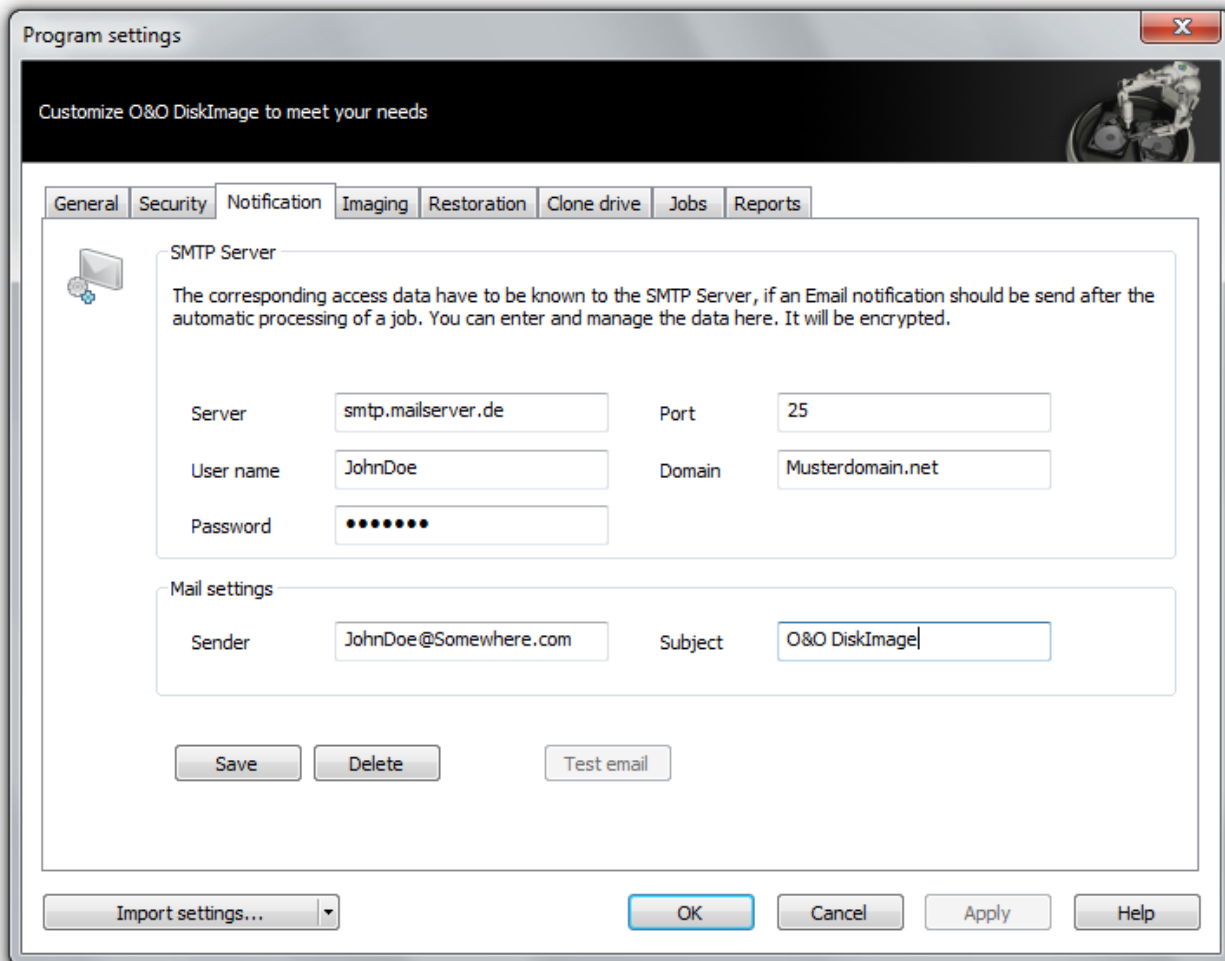 Program settings
X
Customize O&O DiskImage to meet your needs
General Security Notification Imaging Restoration Clone drive Jobs Reports
SMTP Server
The corresponding access data have to be known to the SMTP Server, if an Email notification should be send after the
automatic processing of a job. You can enter and manage the data here. It will be encrypted.
Server smtp.mailserver.de Port 25
User name JohnDoe Domain Musterdomain.net
Password •••••••
Mail settings
Sender JohnDoe@Somewhere.com Subject O&O DiskImage
Save Delete Test email
Import settings... OK Cancel Apply Help